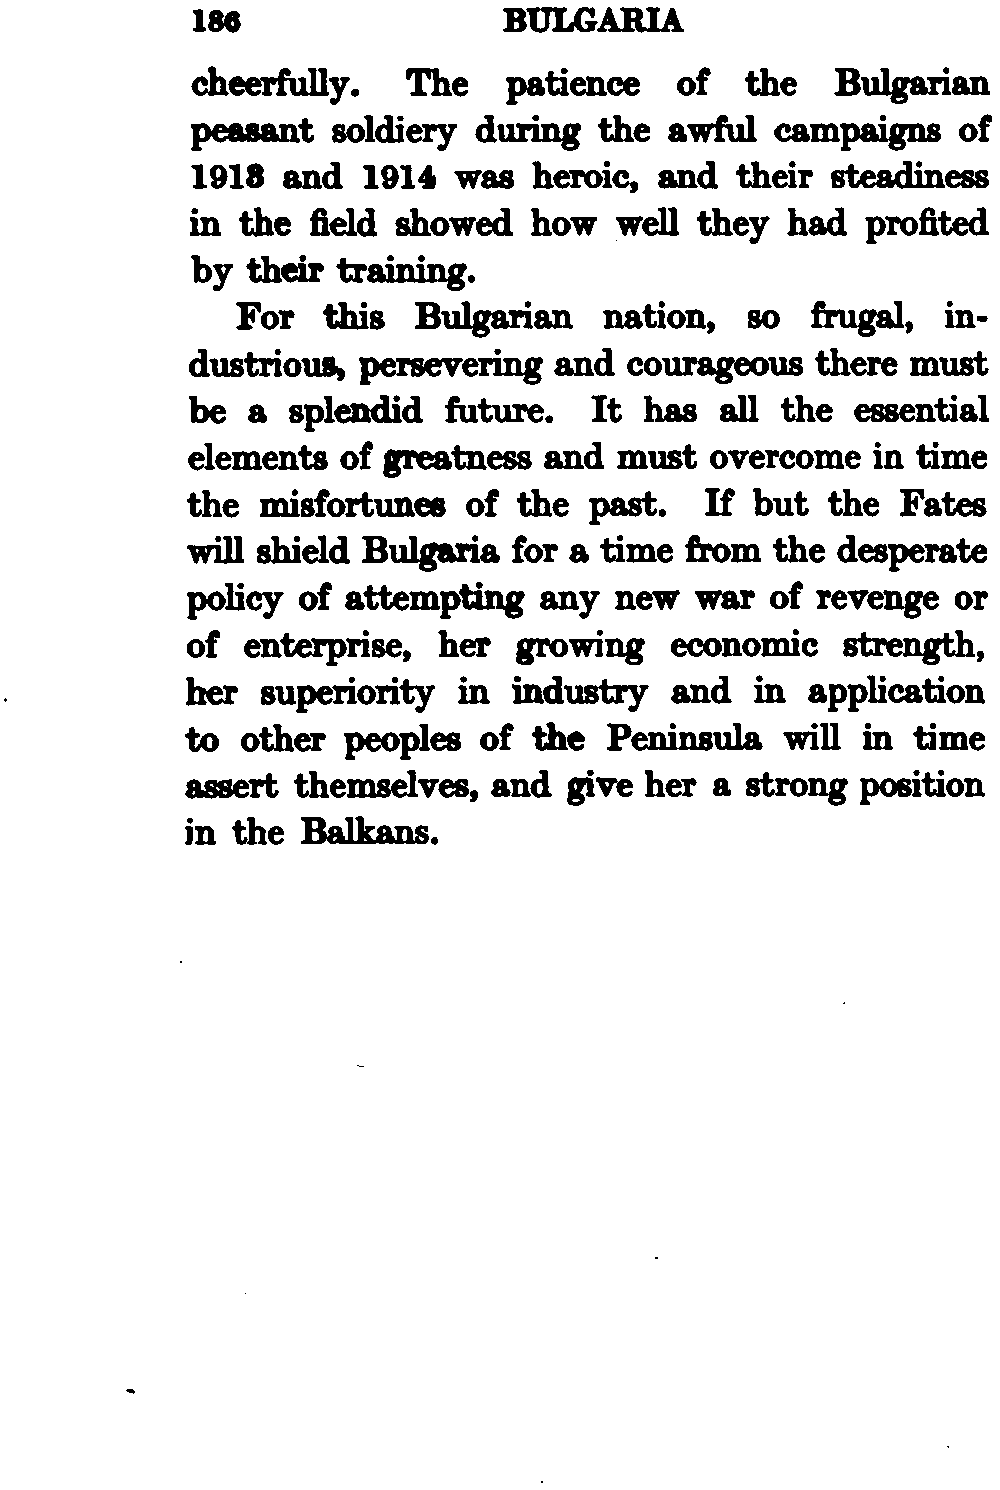 186 BULGARIA
cheerfully. The patience of the Bulgarian
peasant soldiery during the awful campaigns of
1913 and 1914 was heroic, and their steadiness
in the field showed how well they had profited
by their training.
For this Bulgarian nation, so frugal, in-
dustrious, persevering and courageous there must
be a splendid future. It has all the essential
elements of greatness and must overcome in time
the misfortunes of the past. If but the Fates
will shield Bulgaria for a time from the desperate
policy of attempting any new war of revenge or
of enterprise, her growing economic strength,
her superiority in industry and in application
to other peoples of the Peninsula will in time
assert themselves, and give her a strong position
in the Balkans.